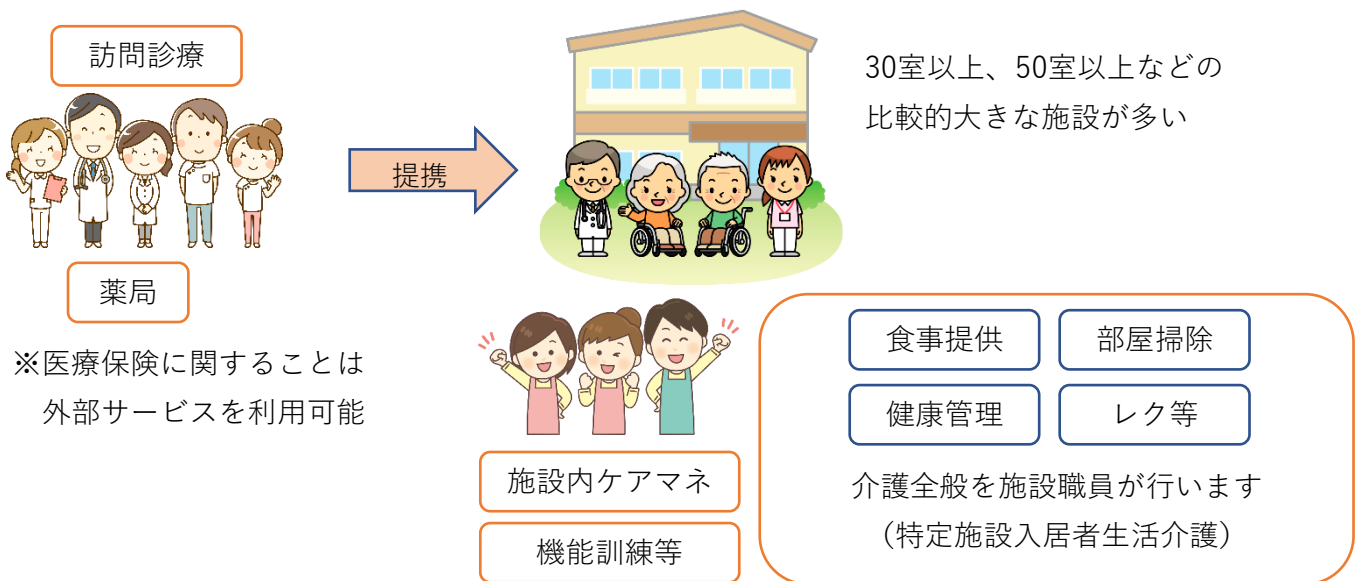 訪問診療
薬局
※医療保険に関することは
外部サービスを利用可能
提携
30室以上、50室以上などの
比較的大きな施設が多い
施設内ケアマネ
機能訓練等
食事提供
部屋掃除
健康管理
レク等
介護全般を施設職員が行います
（特定施設入居者生活介護）